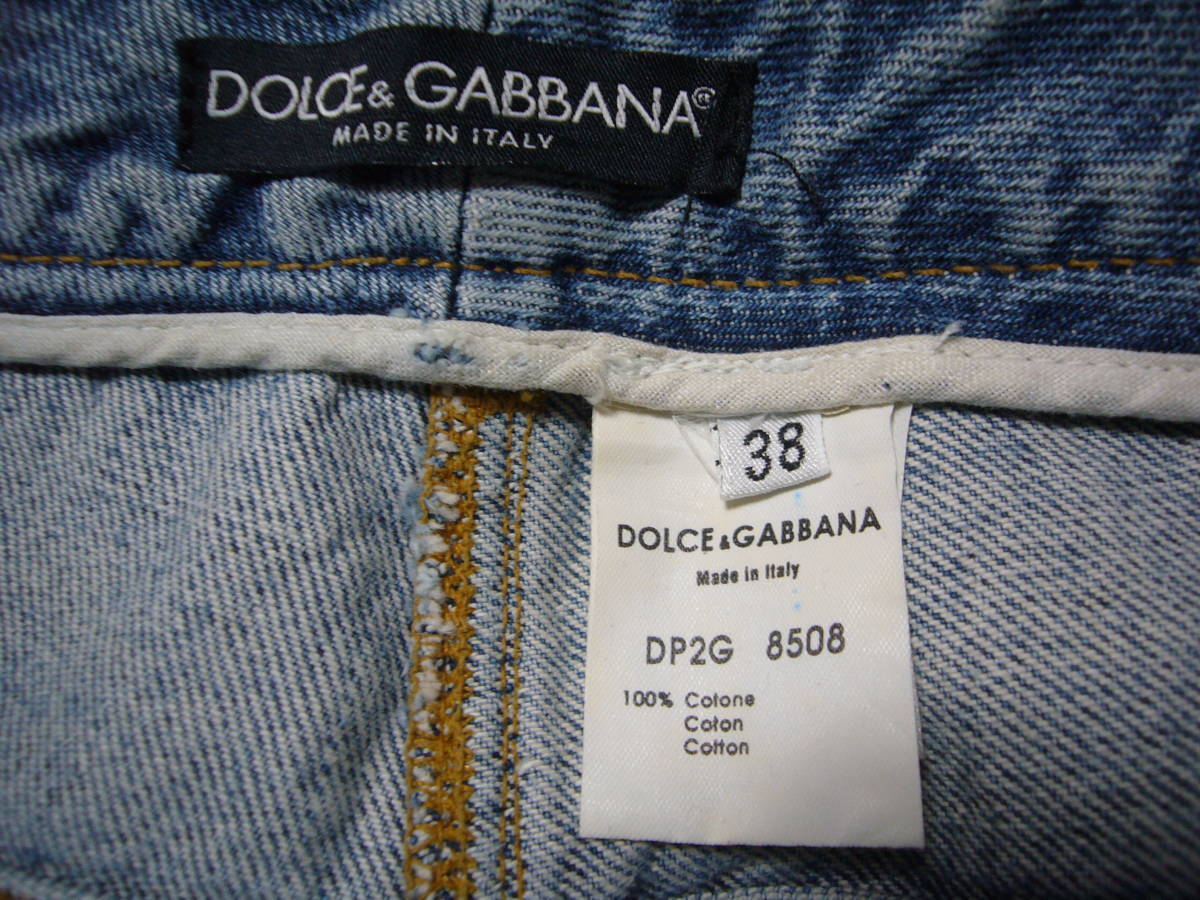 DOLCE & GABBANA
MADE IN ITALY
38
DOLCE & GABBANA
Made in Italy
DP2G 8508
100% Cotone
Coton
Cotton